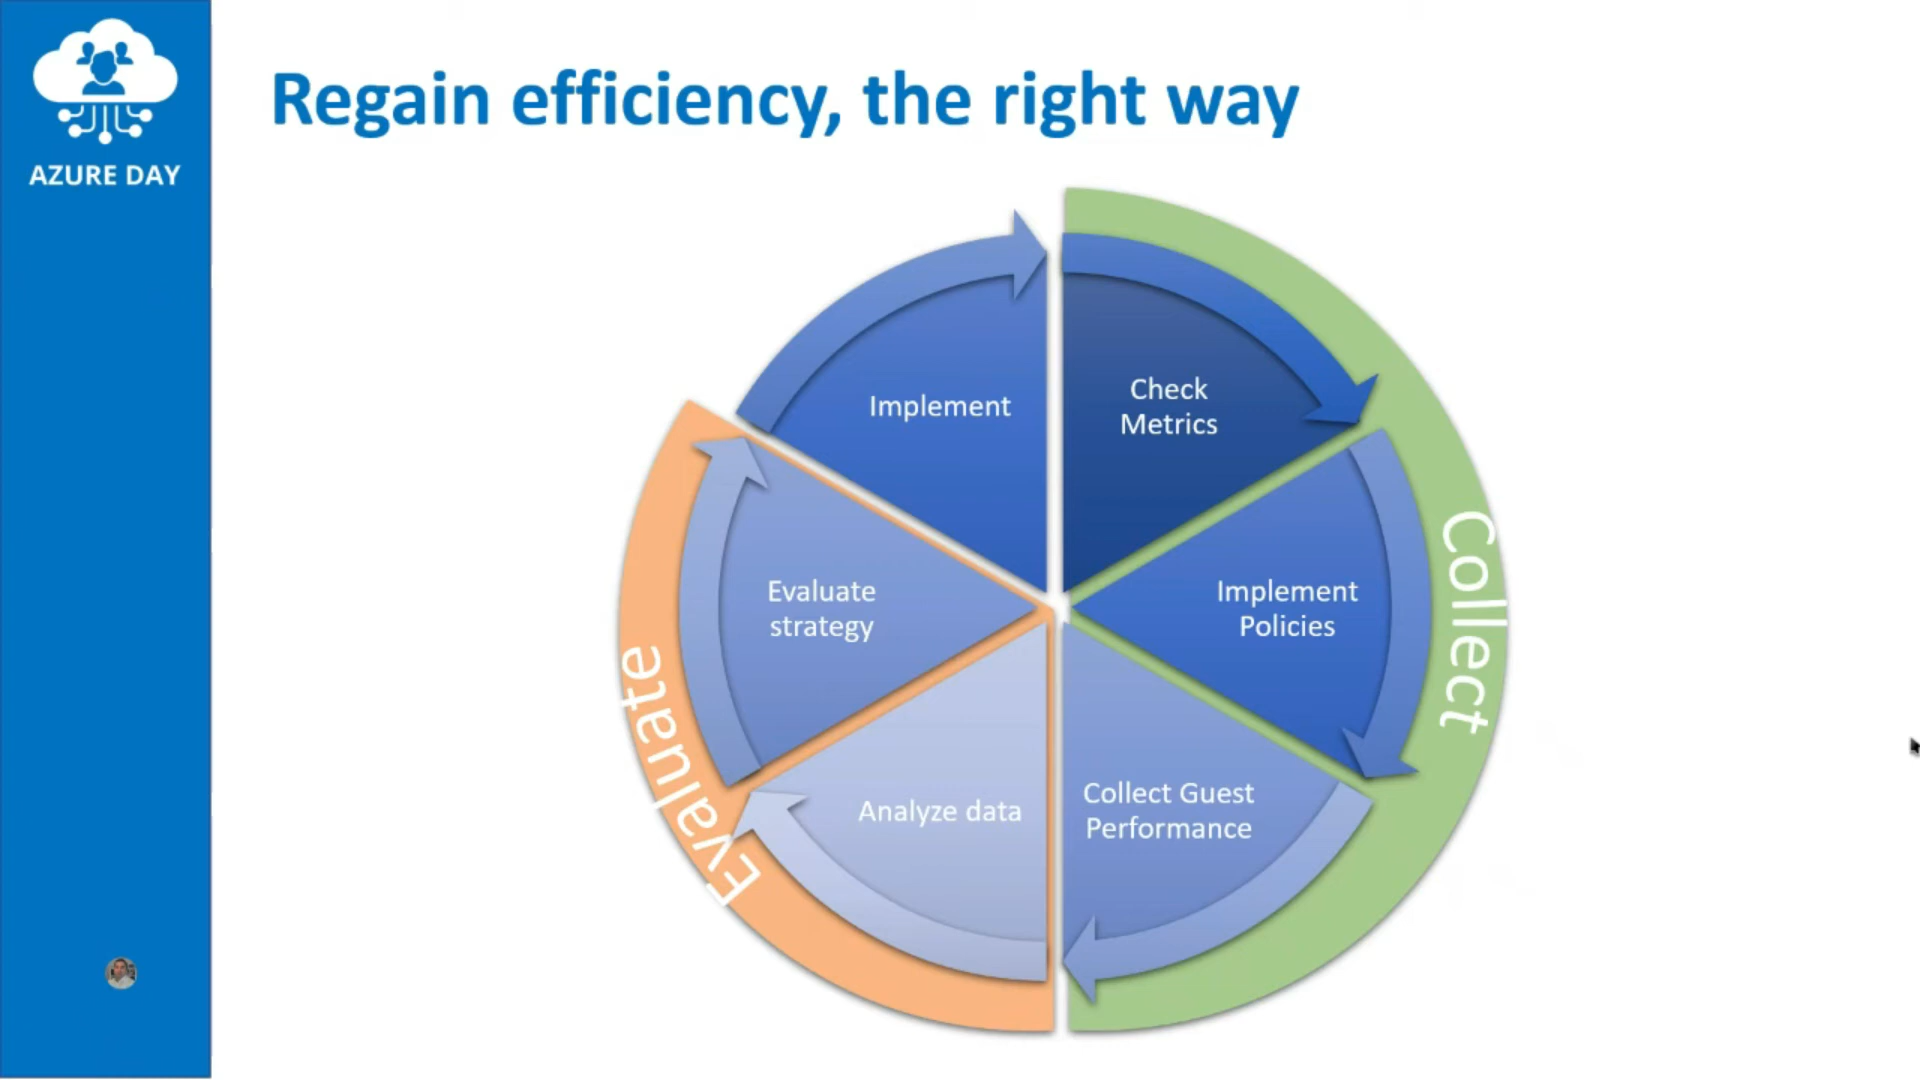 AZURE DAY
Regain efficiency, the right way
Check
Metrics
Implement
Policies
Collect Guest
Performance
Analyze data
Evaluate
strategy
Implement
Collect
Evaluate